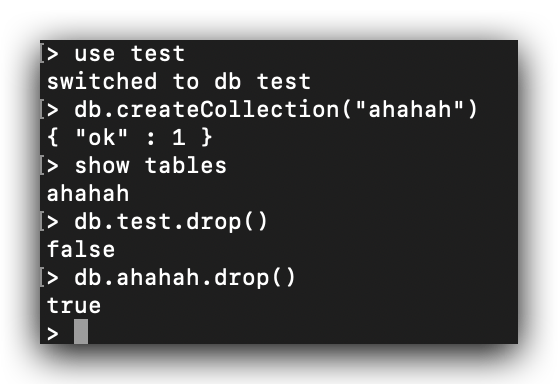 > use test
switched to db test
> db.createCollection("ahahah")
{ "ok" : 1 }
> show tables
ahahah
> db.test.drop()
false
> db.ahahah.drop()
true
>